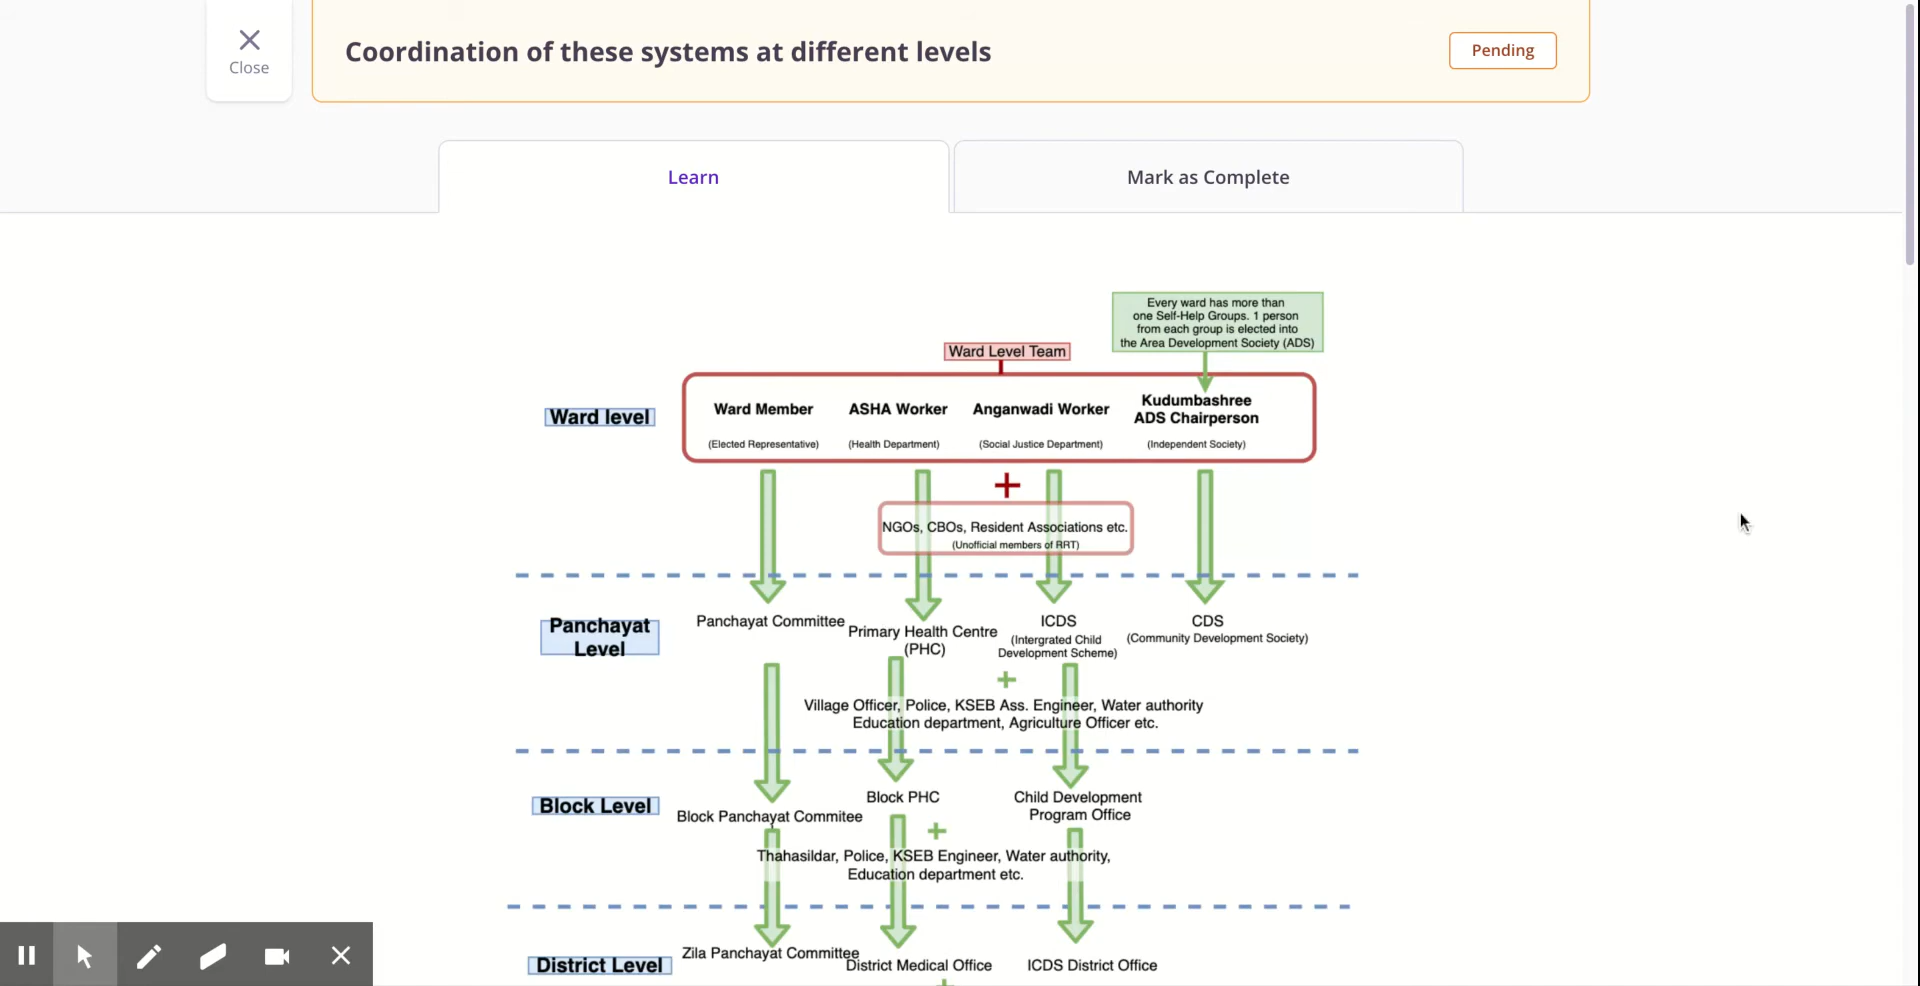 Close
Coordination of these systems at different levels
Pending
Learn
Mark as Complete
Every ward has more than
one Self-Help Groups. 1 person
from each group is elected into
the Area Development Society (ADS)
Ward Level Team
Ward level
Ward Member
(Elected Representative)
ASHA Worker
(Health Department)
Anganwadi Worker
(Social Justice Department)
Kudumbashree
ADS Chairperson
(Independent Society)
+
NGOs, CBOs, Resident Associations etc.
(Unofficial members of RRT)
Panchayat
Level
Panchayat Committee
Primary Health Centre
(PHC)
ICDS
(Intergrated Child
Development Scheme)
CDS
(Community Development Society)
+
Village Officer, Police, KSEB Ass. Engineer, Water authority
Education department, Agriculture Officer etc.
Block Level
Block Panchayat Commitee
Block PHC
Child Development
Program Office
+
Thahasildar, Police, KSEB Engineer, Water authority,
Education department etc.
District Level
Zila Panchayat Committee
District Medical Office
ICDS District Office